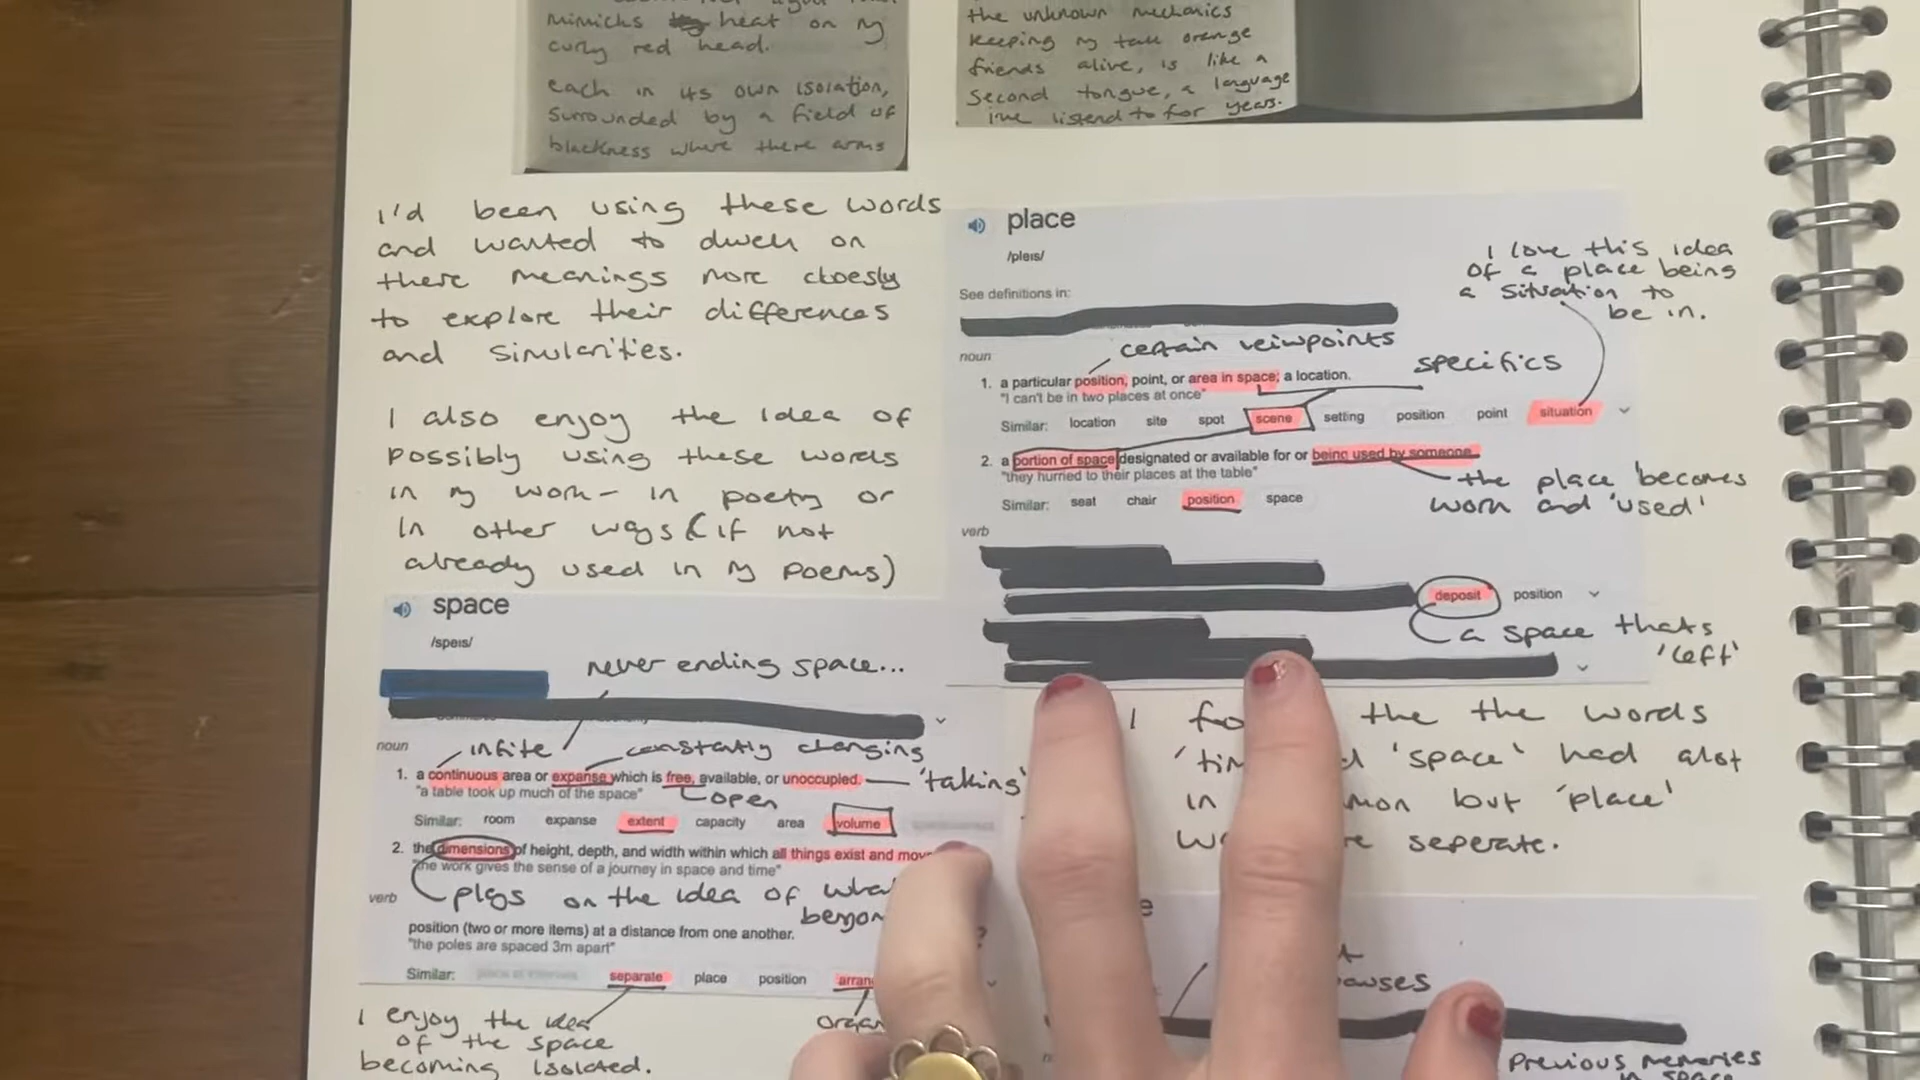 mimicks heat on my
curly red head.
each in its own isolation,
surrounded by a field of
blackness where there arms
the unknown mechanics
keeping my tall orange
friends alive, is like a
second tongue, a language
ive listend to for years.
I'd been using these words
and wanted to dwell on
there meanings more cloesly
to explore their differences
and simularities.
I also enjoy the idea of
possibly using these words
in my work - in poetry or
in other ways (if not
already used in my poems)
place
/pleɪs/
See definitions in:
I love this idea
of a place being
a situation to
be in.
noun
certain veiwpoints
specifics
1. a particular position, point, or area in space; a location.
"I can't be in two places at once"
Similar: location site spot scene setting position point situation
2. a portion of space designated or available for or being used by someone.
"they hurried to their places at the table"
Similar: seat chair position space
the place becomes
worn and 'used'
verb
deposit position
a space thats
'left'
I the the words
'space' had alot
in but 'place'
seperate.
space
/speɪs/
never ending space...
noun
infite
constatly changing
1. a continuous area or expanse which is free, available, or unoccupied.
'taking'
"a table took up much of the space"
open
Similar: room expanse extent capacity area volume
2. the dimensions of height, depth, and width within which all things exist and
"the work gives the sense of a journey in space and time"
verb
plays on the idea of
position (two or more items) at a distance from one another.
"the poles are spaced 3m apart"
Similar: separate place position
I enjoy the idea
of the space
becoming isolated.
Previous memories
in space